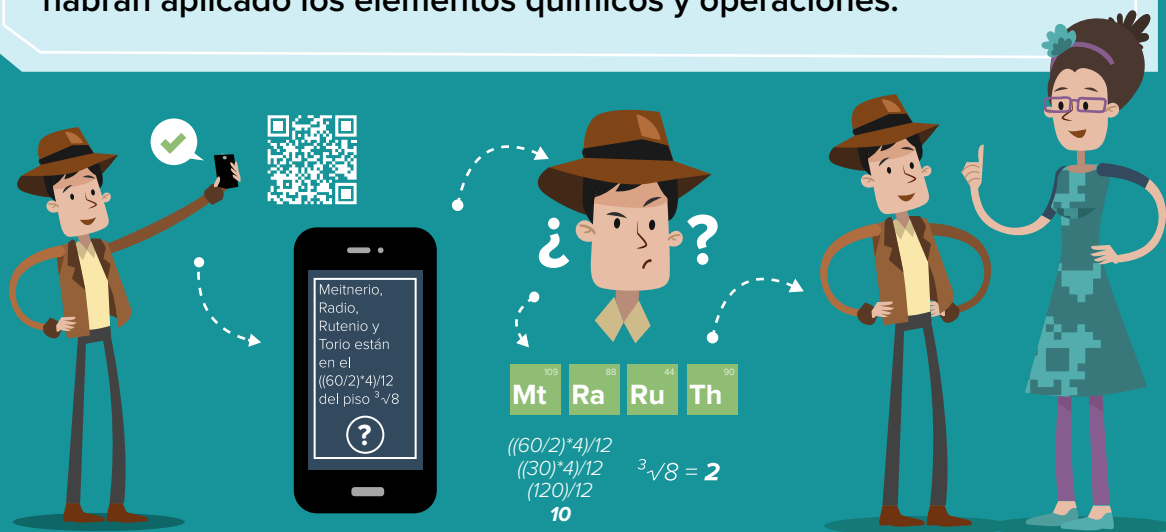 habrán aplicado los elementos químicos y operaciones.
Meitnerio,
Radio,
Rutenio y
Torio están
en el
((60/2)*4)/12
del piso ³√8
?
¿ ?
109
Mt
88
Ra
44
Ru
90
Th
((60/2)*4)/12
((30)*4)/12
(120)/12
10
³√8 = 2